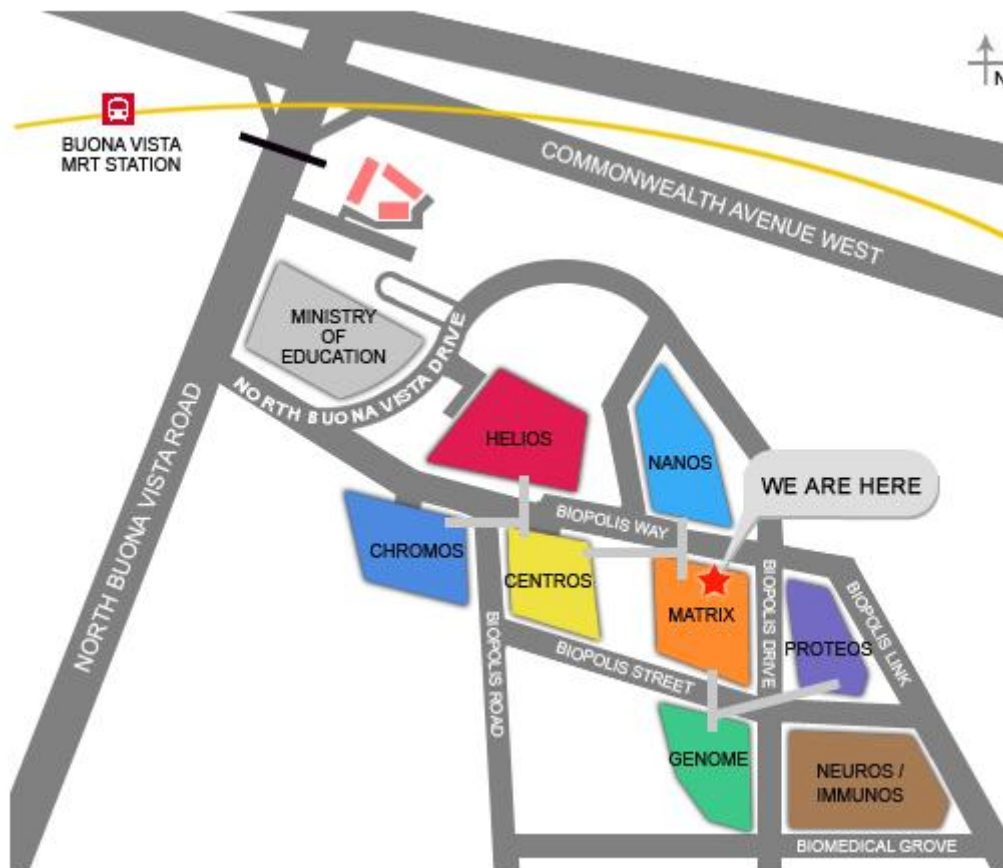 N
BUONA VISTA
MRT STATION
COMMONWEALTH AVENUE WEST
MINISTRY
OF
EDUCATION
NORTH BUONA VISTA DRIVE
NORTH BUONA VISTA ROAD
HELIOS
NANOS
WE ARE HERE
BIOPOLIS WAY
CHROMOS
CENTROS
MATRIX
BIOPOLIS DRIVE
PROTEOS
BIOPOLIS LINK
BIOPOLIS ROAD
BIOPOLIS STREET
GENOME
NEUROS /
IMMUNOS
BIOMEDICAL GROVE